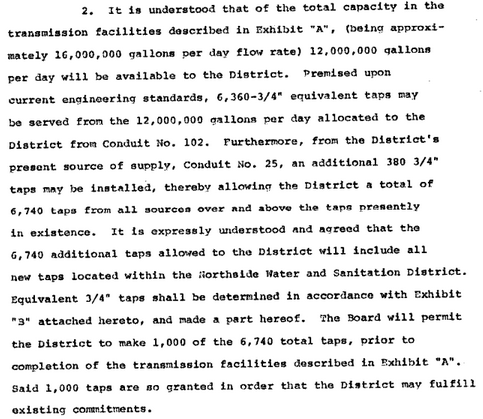 2. It is understood that of the total capacity in the
transmission facilities described in Exhibit "A", (being approxi-
mately 16,000,000 gallons per day flow rate) 12,000,000 gallons
per day will be available to the District. Premised upon
current engineering standards, 6,360-3/4" equivalent taps may
be served from the 12,000,000 gallons per day allocated to the
District from Conduit No. 102. Furthermore, from the District's
present source of supply, Conduit No. 25, an additional 380 3/4"
taps may be installed, thereby allowing the District a total of
6,740 taps from all sources over and above the taps presently
in existence. It is expressly understood and agreed that the
6,740 additional taps allowed to the District will include all
new taps located within the Northside Water and Sanitation District.
Equivalent 3/4" taps shall be determined in accordance with Exhibit
"B" attached hereto, and made a part hereof. The Board will permit
the District to make 1,000 of the 6,740 total taps, prior to
completion of the transmission facilities described in Exhibit "A".
Said 1,000 taps are so granted in order that the District may fulfill
existing commitments.